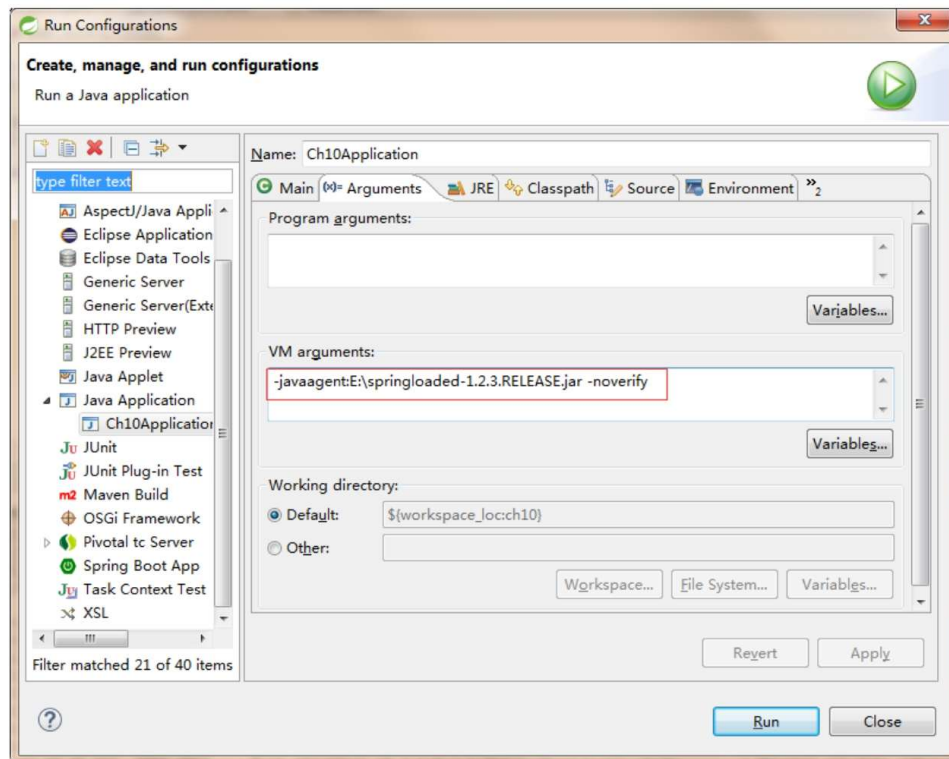 Run Configurations
Create, manage, and run configurations
Run a Java application
type filter text
AspectJ/Java Appli
Eclipse Application
Eclipse Data Tools
Generic Server
Generic Server(Exte
HTTP Preview
J2EE Preview
Java Applet
Java Application
Ch10Application
JUnit
JUnit Plug-in Test
Maven Build
OSGi Framework
Pivotal tc Server
Spring Boot App
Task Context Test
XSL
Filter matched 21 of 40 items
Name: Ch10Application
Main (x)= Arguments JRE Classpath Source Environment »2
Program arguments:
Variables...
VM arguments:
-javaagent:E:\springloaded-1.2.3.RELEASE.jar -noverify
Variables...
Working directory:
Default: ${workspace_loc:ch10}
Other:
Workspace... File System... Variables...
Revert Apply
Run Close